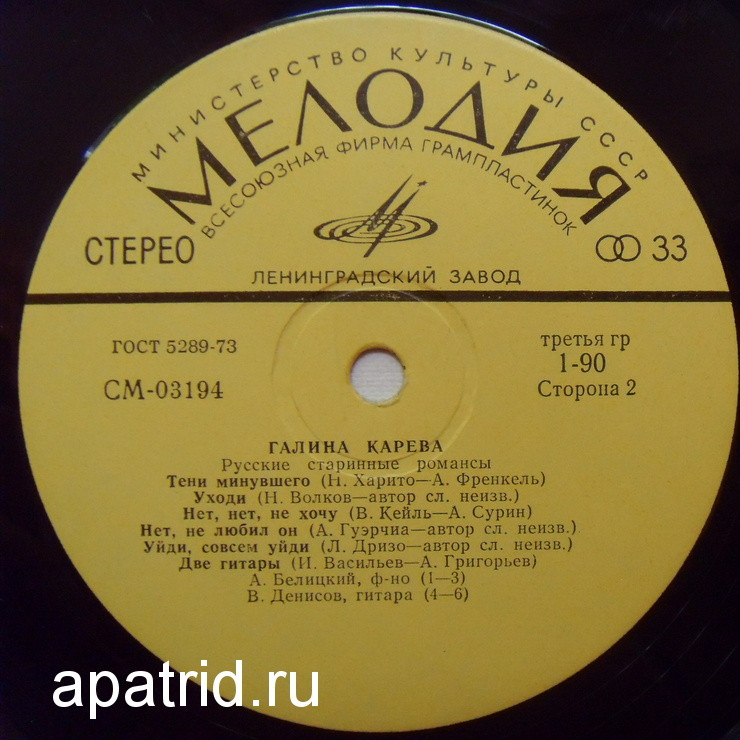 МИНИСТЕРСТВО КУЛЬТУРЫ СССР
МЕЛОДИЯ
ВСЕСОЮЗНАЯ ФИРМА ГРАМПЛАСТИНОК
СТЕРЕО
33
ЛЕНИНГРАДСКИЙ ЗАВОД
ГОСТ 5289-73
третья гр
1-90
СМ-03194
Сторона 2
ГАЛИНА КАРЕВА
Русские старинные романсы
Тени минувшего (Н. Харито—А. Френкель)
Уходи (Н. Волков—автор сл. неизв.)
Нет, нет, не хочу (В. Кейль—А. Сурин)
Нет, не любил он (А. Гуэрчиа—автор сл. неизв.)
Уйди, совсем уйди (Л. Дризо—автор сл. неизв.)
Две гитары (И. Васильев—А. Григорьев)
А. Белицкий, ф-но (1—3)
В. Денисов, гитара (4—6)
apatrid.ru